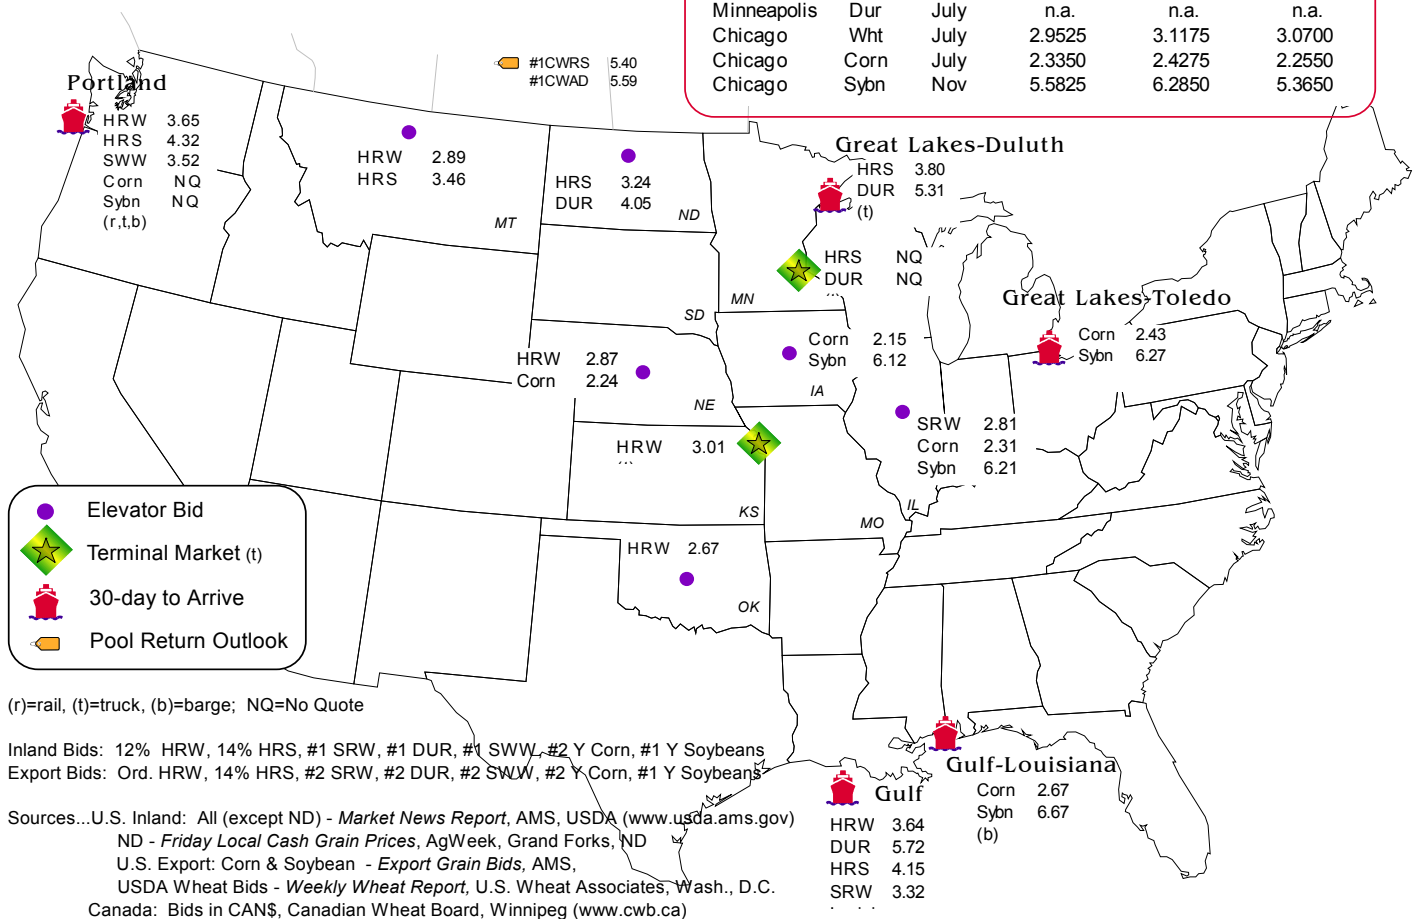 Minneapolis Dur July n.a. n.a. n.a.
Chicago Wht July 2.9525 3.1175 3.0700
Chicago Corn July 2.3350 2.4275 2.2550
Chicago Sybn Nov 5.5825 6.2850 5.3650
#1CWRS 5.40
#1CWAD 5.59
Portland
HRW 3.65
HRS 4.32
SWW 3.52
Corn NQ
Sybn NQ
(r,t,b)
HRW 2.89
HRS 3.46
MT
HRS 3.24
DUR 4.05
ND
Great Lakes-Duluth
HRS 3.80
DUR 5.31
(t)
HRS NQ
DUR NQ
MN
SD
Great Lakes-Toledo
Corn 2.43
Sybn 6.27
Corn 2.15
Sybn 6.12
IA
HRW 2.87
Corn 2.24
NE
SRW 2.81
Corn 2.31
Sybn 6.21
IL
HRW 3.01
KS
MO
HRW 2.67
OK
Elevator Bid
Terminal Market (t)
30-day to Arrive
Pool Return Outlook
(r)=rail, (t)=truck, (b)=barge; NQ=No Quote
Inland Bids: 12% HRW, 14% HRS, #1 SRW, #1 DUR, #1 SWW, #2 Y Corn, #1 Y Soybeans
Export Bids: Ord. HRW, 14% HRS, #2 SRW, #2 DUR, #2 SWW, #2 Y Corn, #1 Y Soybeans
Sources...U.S. Inland: All (except ND) - Market News Report, AMS, USDA (www.usda.ams.gov)
ND - Friday Local Cash Grain Prices, AgWeek, Grand Forks, ND
U.S. Export: Corn & Soybean - Export Grain Bids, AMS,
USDA Wheat Bids - Weekly Wheat Report, U.S. Wheat Associates, Wash., D.C.
Canada: Bids in CAN$, Canadian Wheat Board, Winnipeg (www.cwb.ca)
Gulf-Louisiana
Corn 2.67
Sybn 6.67
(b)
Gulf
HRW 3.64
DUR 5.72
HRS 4.15
SRW 3.32